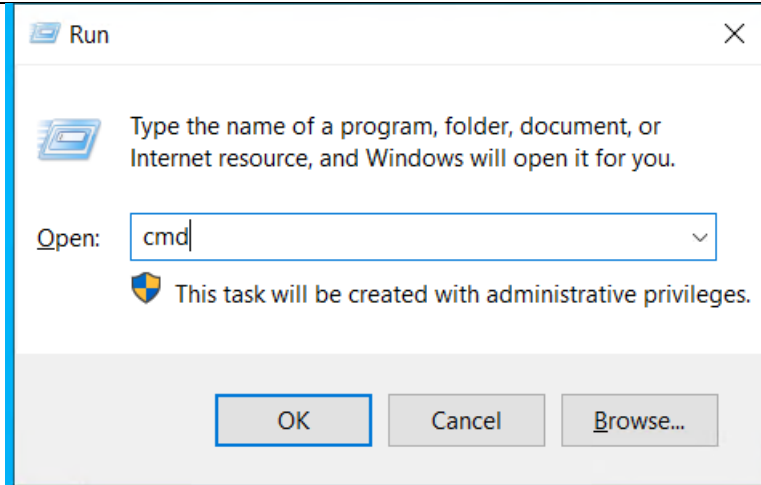 Run
Type the name of a program, folder, document, or
Internet resource, and Windows will open it for you.
Open: cmd
This task will be created with administrative privileges.
OK Cancel Browse...